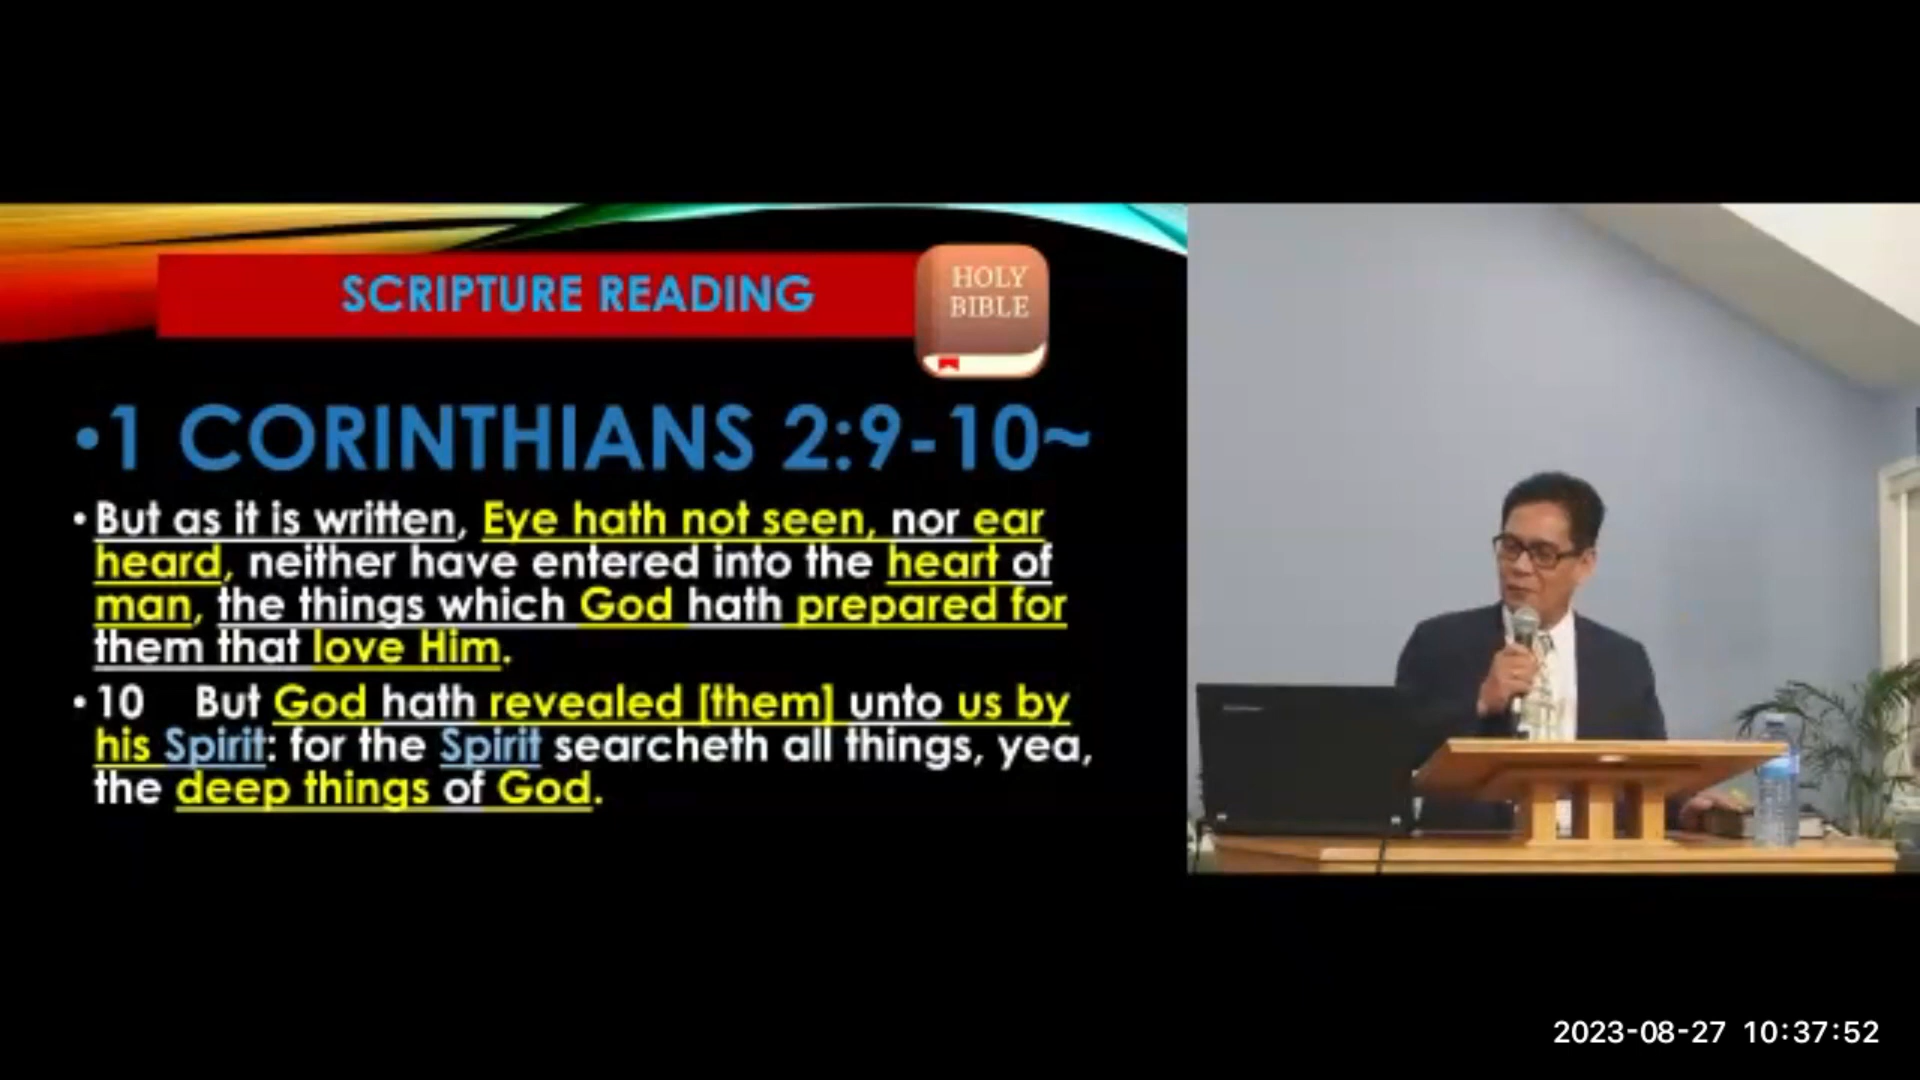 SCRIPTURE READING
HOLY
BIBLE
•1 CORINTHIANS 2:9-10~
• But as it is written, Eye hath not seen, nor ear
heard, neither have entered into the heart of
man, the things which God hath prepared for
them that love Him.
• 10 But God hath revealed [them] unto us by
his Spirit: for the Spirit searcheth all things, yea,
the deep things of God.
2023-08-27 10:37:52